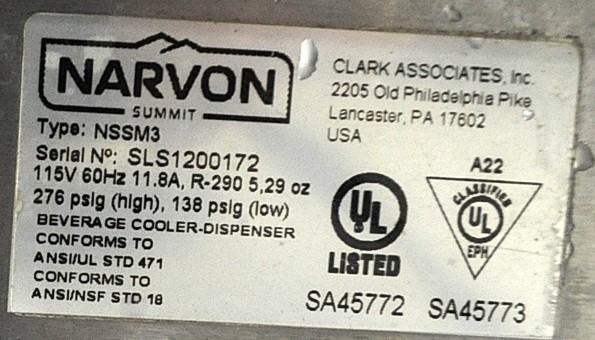 NARVON
SUMMIT
Type: NSSM3
Serial Nº: SLS1200172
115V 60Hz 11.8A, R-290 5,29 oz
276 psig (high), 138 psig (low)
BEVERAGE COOLER-DISPENSER
CONFORMS TO
ANSI/UL STD 471
CONFORMS TO
ANSI/NSF STD 18
CLARK ASSOCIATES, Inc.
2205 Old Philadelphia Pike
Lancaster, PA 17602
USA
UL
LISTED
SA45772
A22
CLASSIFIED
UL
EPH
SA45773